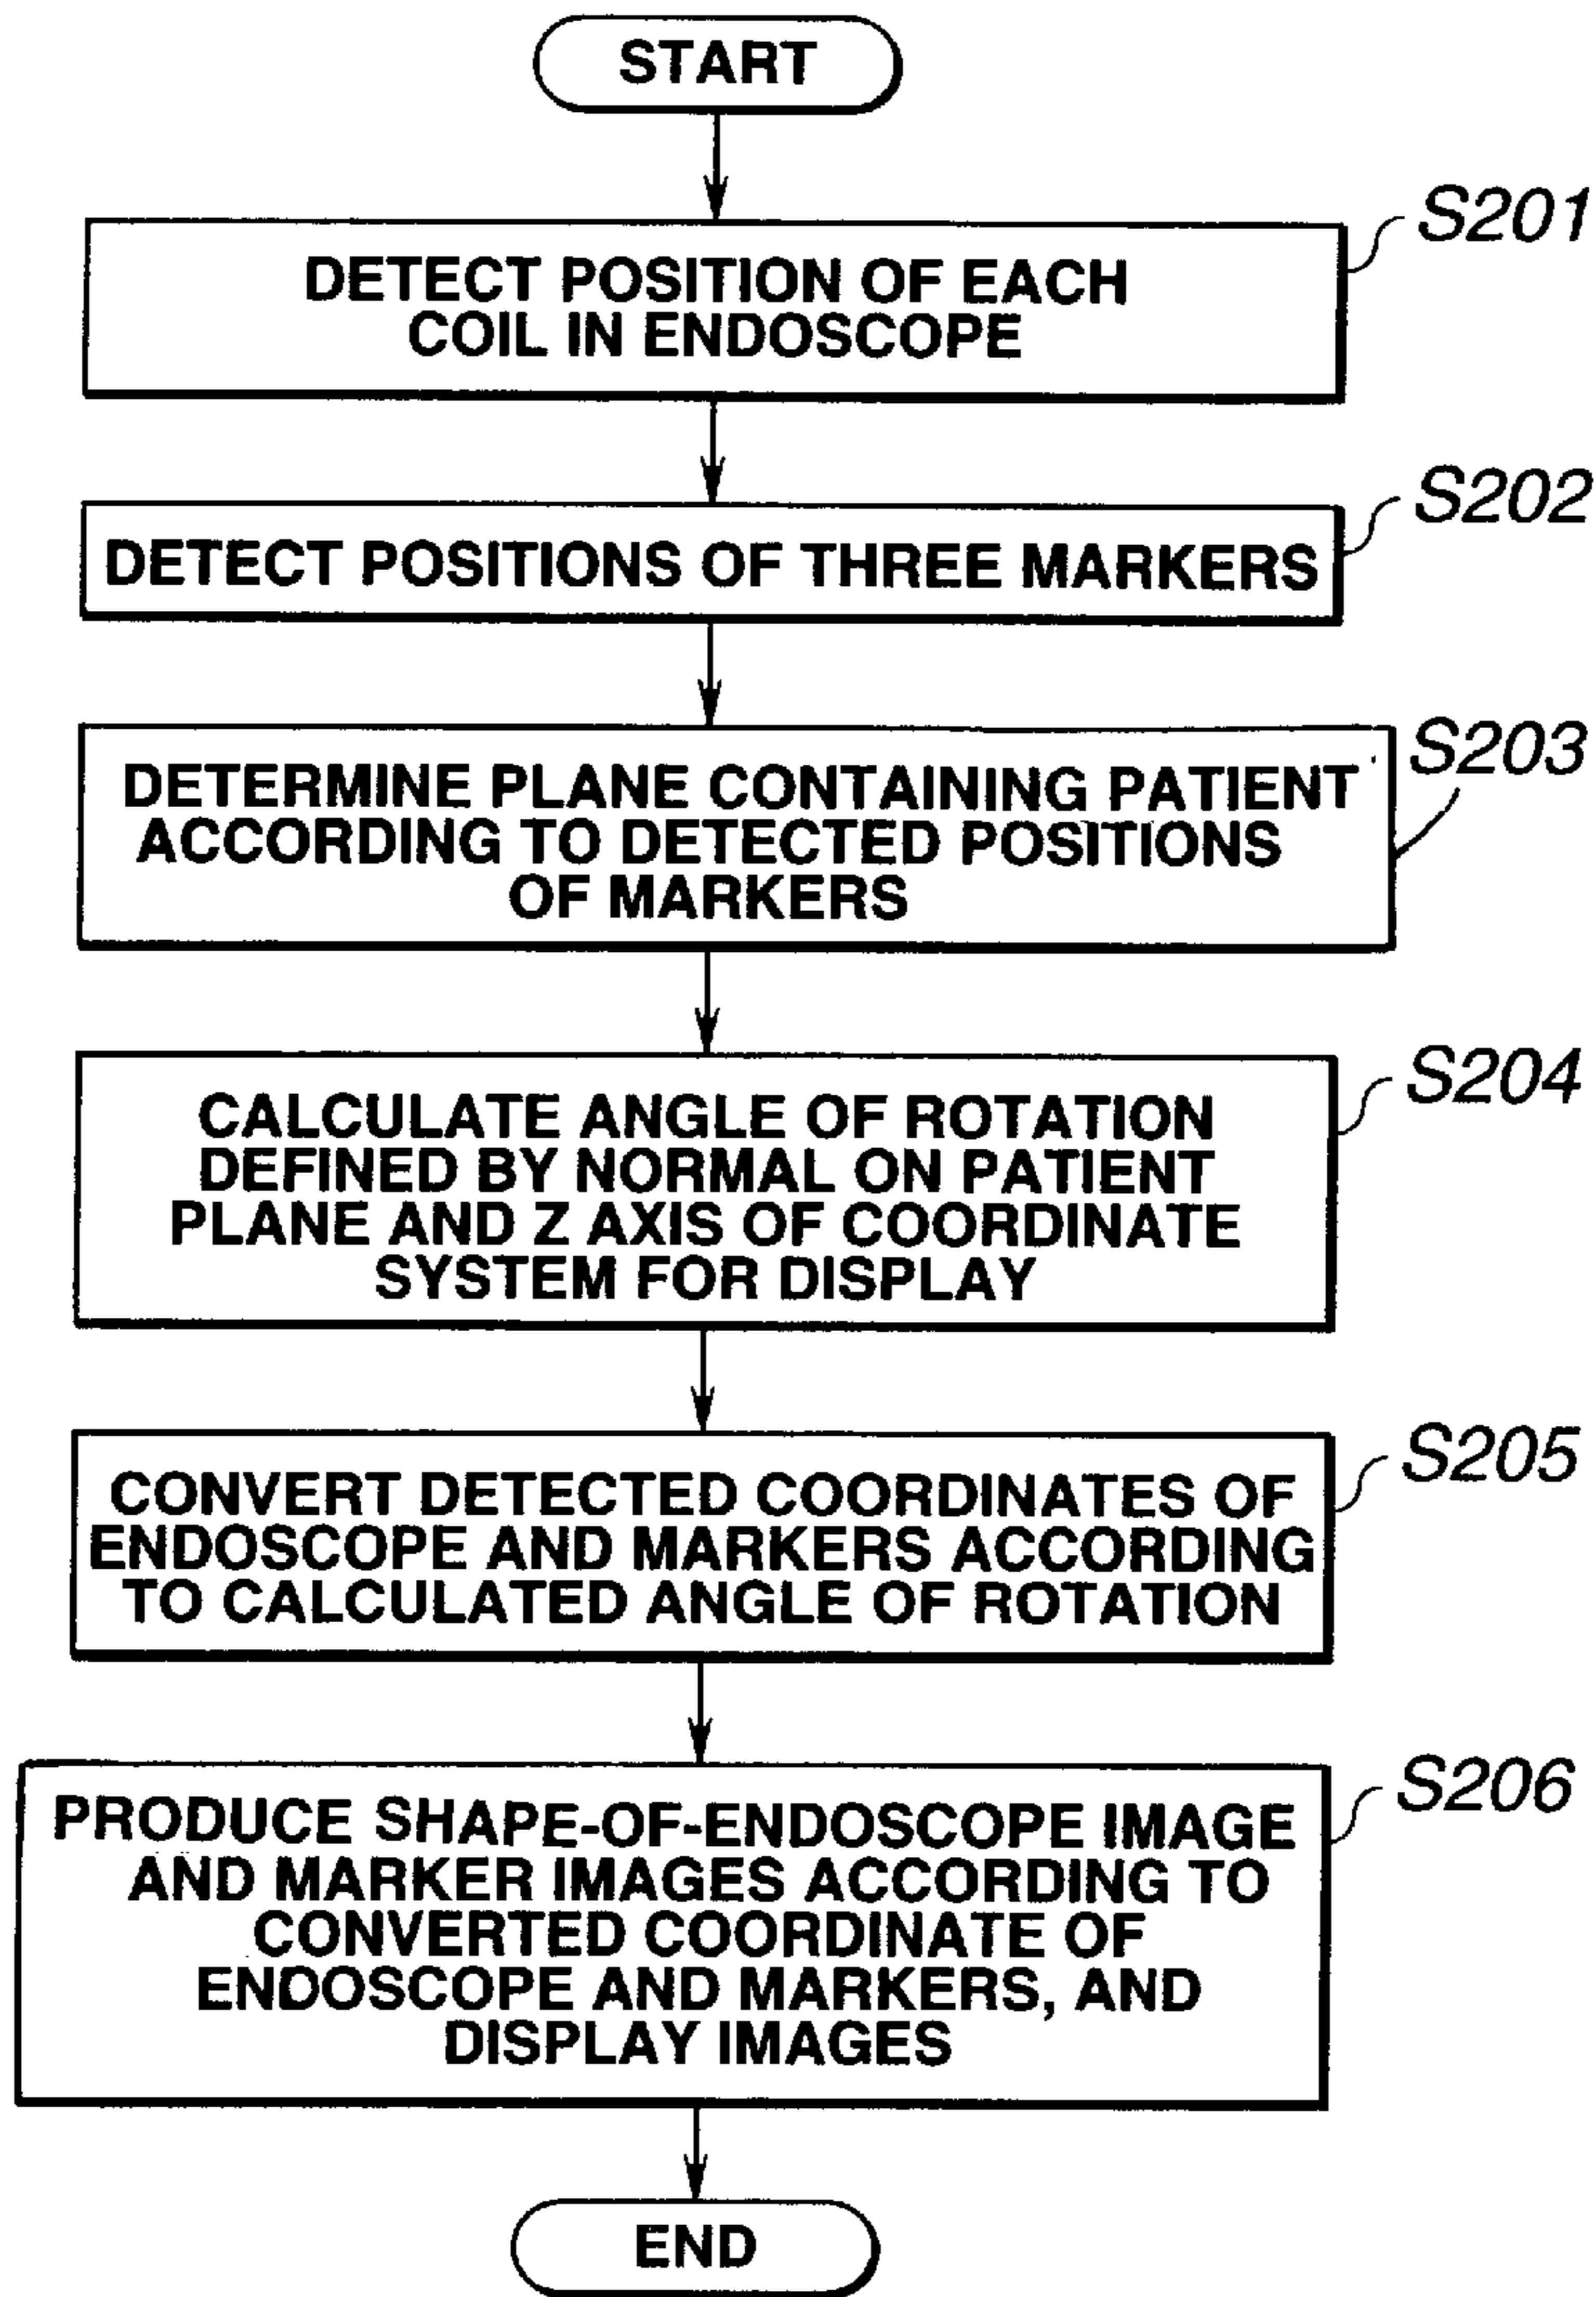 START
S201
DETECT POSITION OF EACH
COIL IN ENDOSCOPE
S202
DETECT POSITIONS OF THREE MARKERS
S203
DETERMINE PLANE CONTAINING PATIENT
ACCORDING TO DETECTED POSITIONS
OF MARKERS
S204
CALCULATE ANGLE OF ROTATION
DEFINED BY NORMAL ON PATIENT
PLANE AND Z AXIS OF COORDINATE
SYSTEM FOR DISPLAY
S205
CONVERT DETECTED COORDINATES OF
ENDOSCOPE AND MARKERS ACCORDING
TO CALCULATED ANGLE OF ROTATION
S206
PRODUCE SHAPE-OF-ENDOSCOPE IMAGE
AND MARKER IMAGES ACCORDING TO
CONVERTED COORDINATE OF
ENDOSCOPE AND MARKERS, AND
DISPLAY IMAGES
END